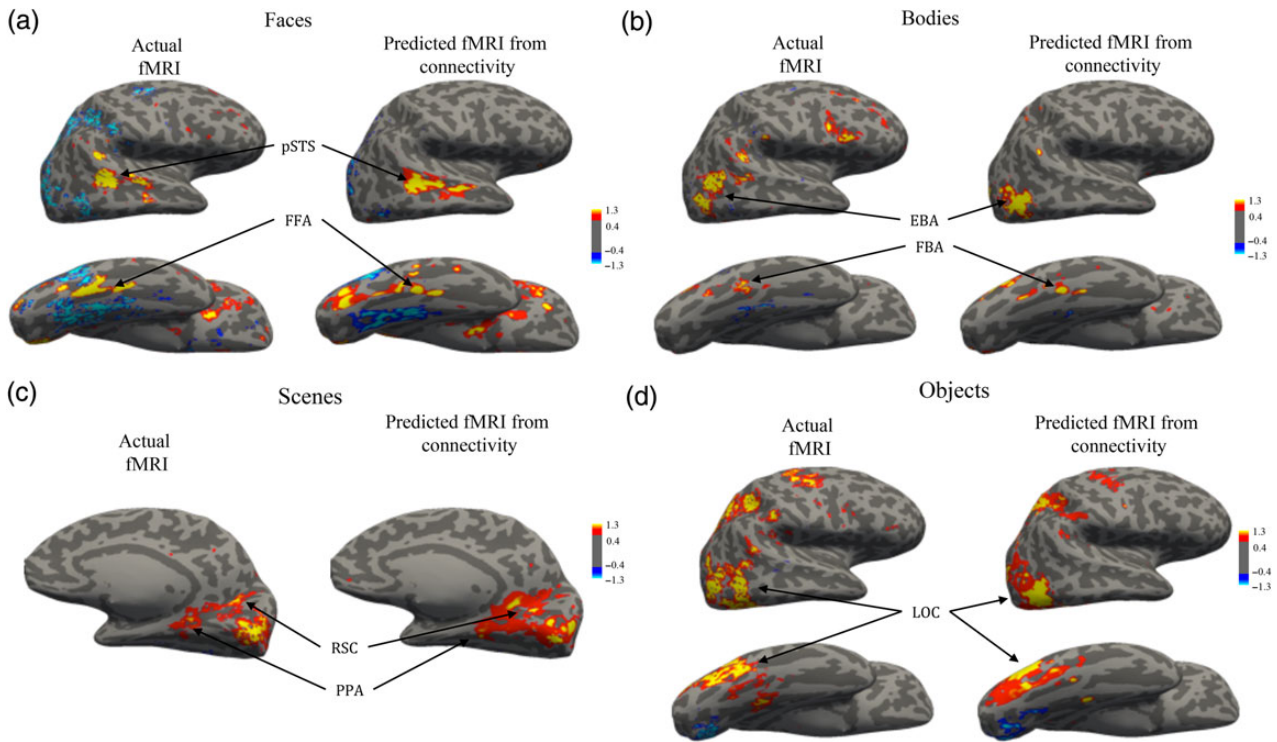 (a)
Faces
Actual
fMRI
Predicted fMRI from
connectivity
pSTS
FFA
1.3
0.4
−0.4
−1.3
(b)
Bodies
Actual
fMRI
Predicted fMRI from
connectivity
EBA
FBA
1.3
0.4
−0.4
−1.3
(c)
Scenes
Actual
fMRI
Predicted fMRI from
connectivity
RSC
PPA
1.3
0.4
−0.4
−1.3
(d)
Objects
Actual
fMRI
Predicted fMRI from
connectivity
LOC
1.3
0.4
−0.4
−1.3